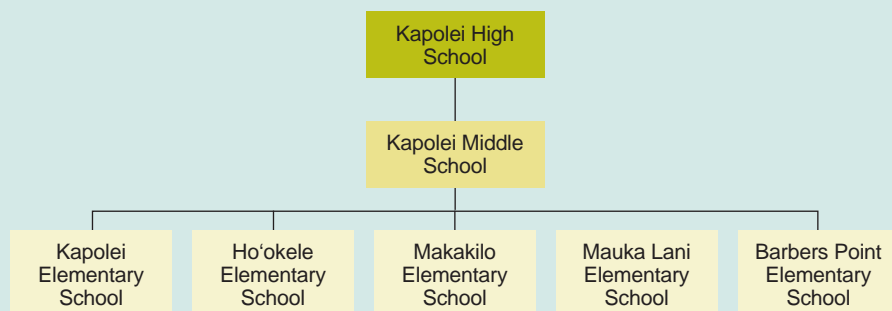 Kapolei High
School
Kapolei Middle
School
Kapolei
Elementary
School
Ho‘okele
Elementary
School
Makakilo
Elementary
School
Mauka Lani
Elementary
School
Barbers Point
Elementary
School